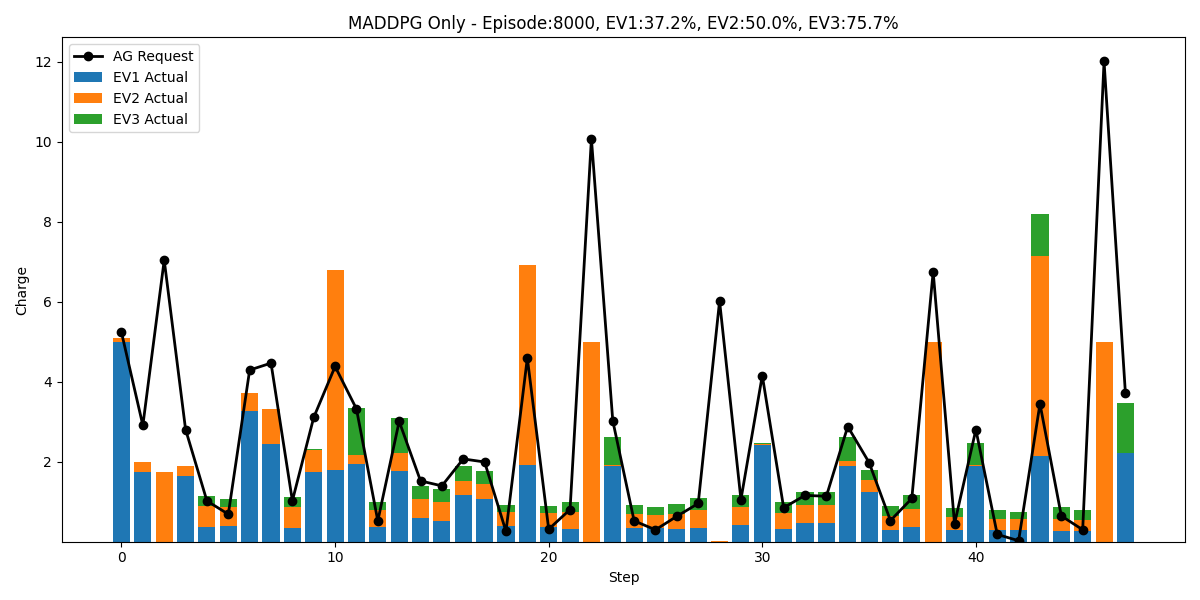 MADDPG Only - Episode:8000, EV1:37.2%, EV2:50.0%, EV3:75.7%
AG Request
EV1 Actual
EV2 Actual
EV3 Actual
12
10
8
6
4
2
Charge
0 10 20 30 40
Step